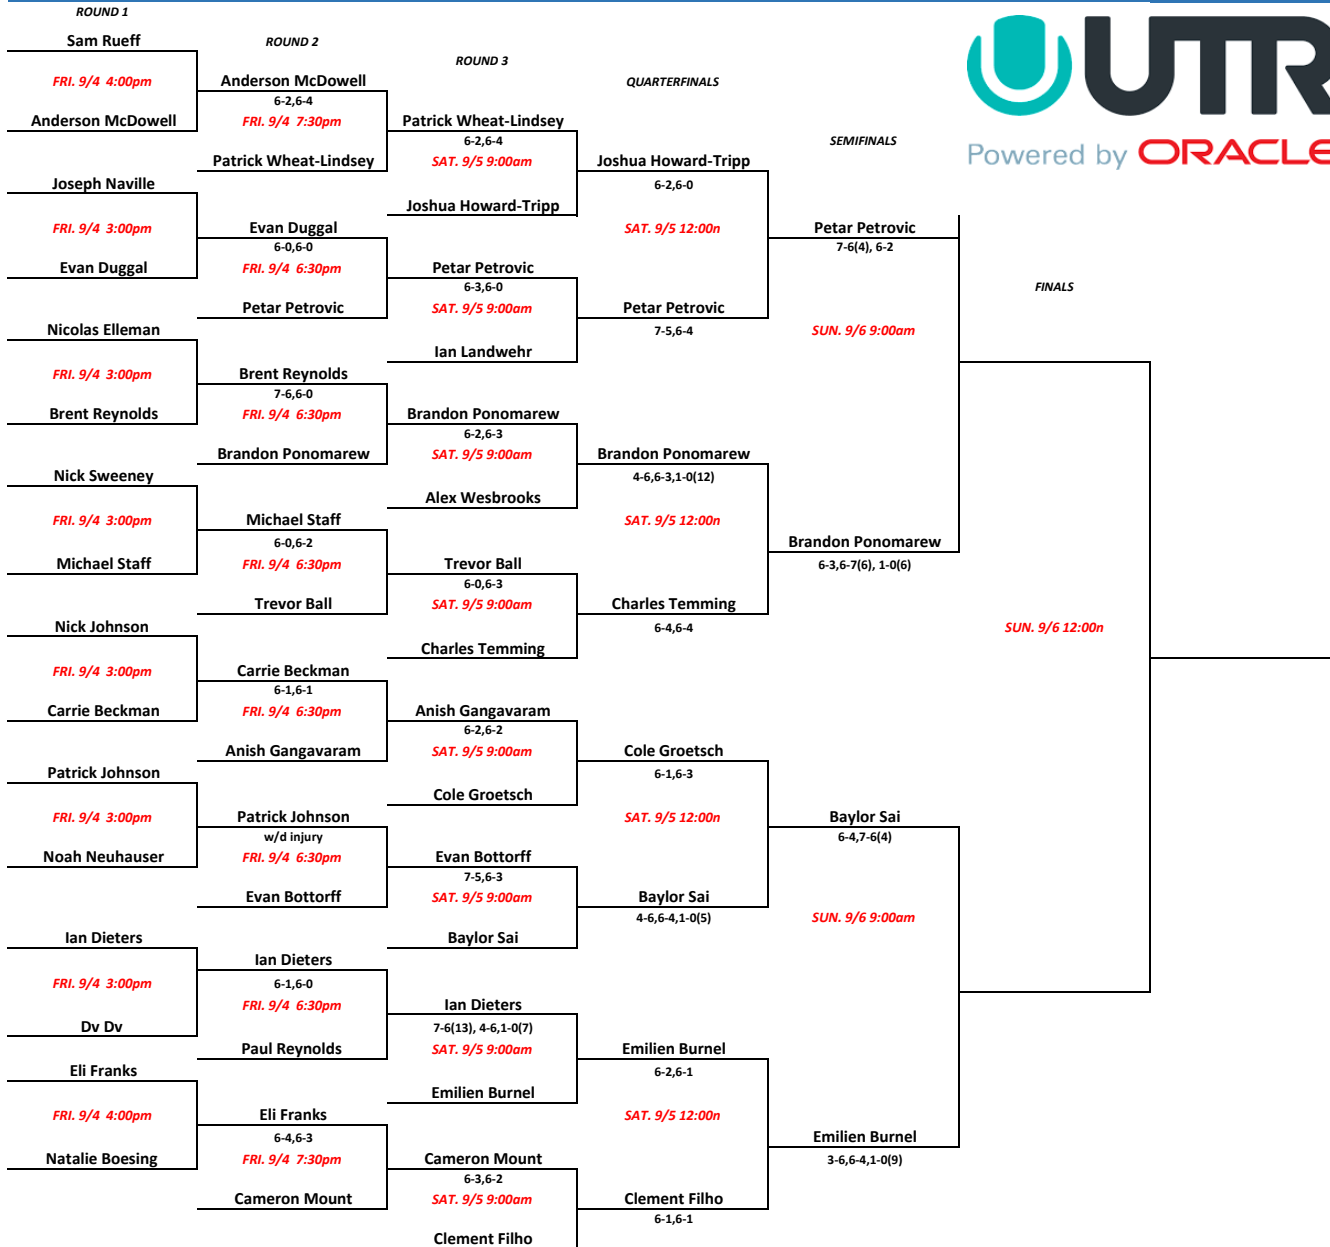 ROUND 1
Sam Rueff
FRI. 9/4 4:00pm
Anderson McDowell
Joseph Naville
FRI. 9/4 3:00pm
Evan Duggal
Nicolas Elleman
FRI. 9/4 3:00pm
Brent Reynolds
Nick Sweeney
FRI. 9/4 3:00pm
Michael Staff
Nick Johnson
FRI. 9/4 3:00pm
Carrie Beckman
Patrick Johnson
FRI. 9/4 3:00pm
Noah Neuhauser
Ian Dieters
FRI. 9/4 3:00pm
Dv Dv
Eli Franks
FRI. 9/4 4:00pm
Natalie Boesing
ROUND 2
Anderson McDowell
6-2,6-4
FRI. 9/4 7:30pm
Patrick Wheat-Lindsey
Evan Duggal
6-0,6-0
FRI. 9/4 6:30pm
Petar Petrovic
Brent Reynolds
7-6,6-0
FRI. 9/4 6:30pm
Brandon Ponomarew
Michael Staff
6-0,6-2
FRI. 9/4 6:30pm
Trevor Ball
Carrie Beckman
6-1,6-1
FRI. 9/4 6:30pm
Anish Gangavaram
Patrick Johnson
w/d injury
FRI. 9/4 6:30pm
Evan Bottorff
Ian Dieters
6-1,6-0
FRI. 9/4 6:30pm
Paul Reynolds
Eli Franks
6-4,6-3
FRI. 9/4 7:30pm
Cameron Mount
ROUND 3
Patrick Wheat-Lindsey
6-2,6-4
SAT. 9/5 9:00am
Joshua Howard-Tripp
Petar Petrovic
6-3,6-0
SAT. 9/5 9:00am
Ian Landwehr
Brandon Ponomarew
6-2,6-3
SAT. 9/5 9:00am
Alex Wesbrooks
Trevor Ball
6-0,6-3
SAT. 9/5 9:00am
Charles Temming
Anish Gangavaram
6-2,6-2
SAT. 9/5 9:00am
Cole Groetsch
Evan Bottorff
7-5,6-3
SAT. 9/5 9:00am
Baylor Sai
Ian Dieters
7-6(13), 4-6,1-0(7)
SAT. 9/5 9:00am
Emilien Burnel
Cameron Mount
6-3,6-2
SAT. 9/5 9:00am
Clement Filho
QUARTERFINALS
Joshua Howard-Tripp
6-2,6-0
SAT. 9/5 12:00n
Petar Petrovic
7-5,6-4
Brandon Ponomarew
4-6,6-3,1-0(12)
SAT. 9/5 12:00n
Charles Temming
6-4,6-4
Cole Groetsch
6-1,6-3
SAT. 9/5 12:00n
Baylor Sai
4-6,6-4,1-0(5)
Emilien Burnel
6-2,6-1
SAT. 9/5 12:00n
Clement Filho
6-1,6-1
SEMIFINALS
Petar Petrovic
7-6(4), 6-2
SUN. 9/6 9:00am
Brandon Ponomarew
6-3,6-7(6), 1-0(6)
Baylor Sai
6-4,7-6(4)
SUN. 9/6 9:00am
Emilien Burnel
3-6,6-4,1-0(9)
UTR
Powered by ORACLE
FINALS
SUN. 9/6 12:00n